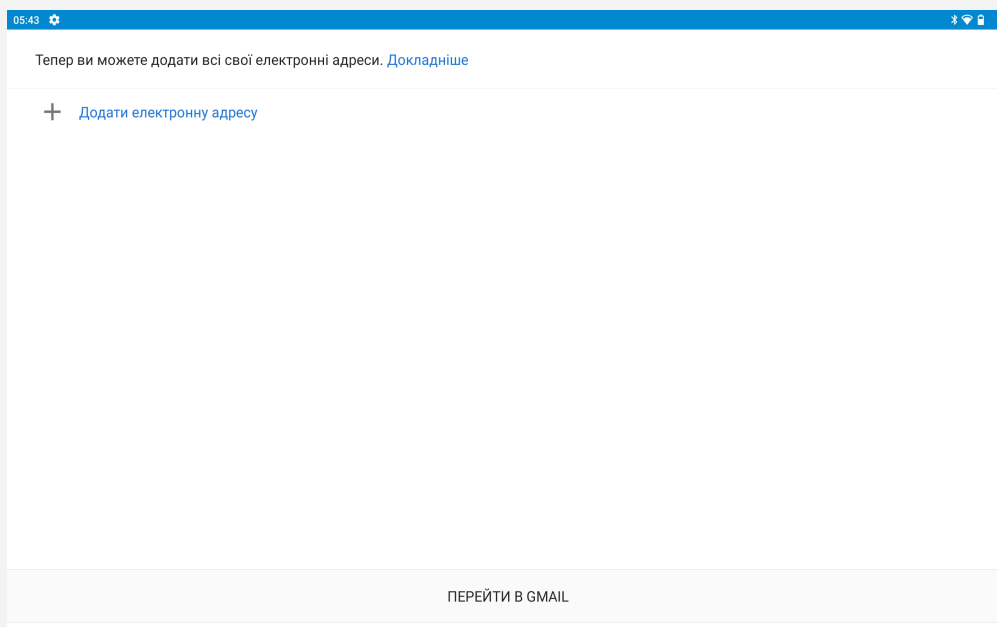 05:43
Тепер ви можете додати всі свої електронні адреси. Докладніше
Додати електронну адресу
ПЕРЕЙТИ В GMAIL